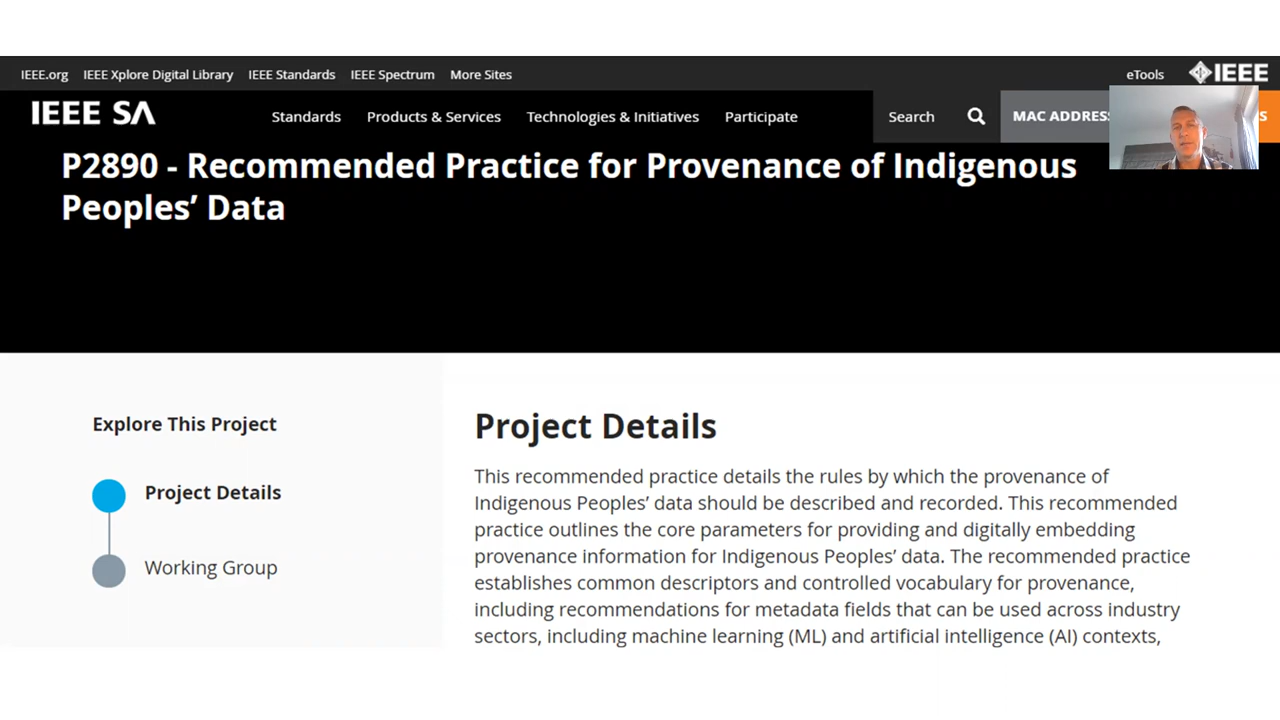 IEEE.org IEEE Xplore Digital Library IEEE Standards IEEE Spectrum More Sites eTools IEEE
IEEE SA Standards Products & Services Technologies & Initiatives Participate Search MAC ADDRESS S
P2890 - Recommended Practice for Provenance of Indigenous
Peoples’ Data
Explore This Project
Project Details
Working Group
Project Details
This recommended practice details the rules by which the provenance of
Indigenous Peoples’ data should be described and recorded. This recommended
practice outlines the core parameters for providing and digitally embedding
provenance information for Indigenous Peoples’ data. The recommended practice
establishes common descriptors and controlled vocabulary for provenance,
including recommendations for metadata fields that can be used across industry
sectors, including machine learning (ML) and artificial intelligence (AI) contexts,